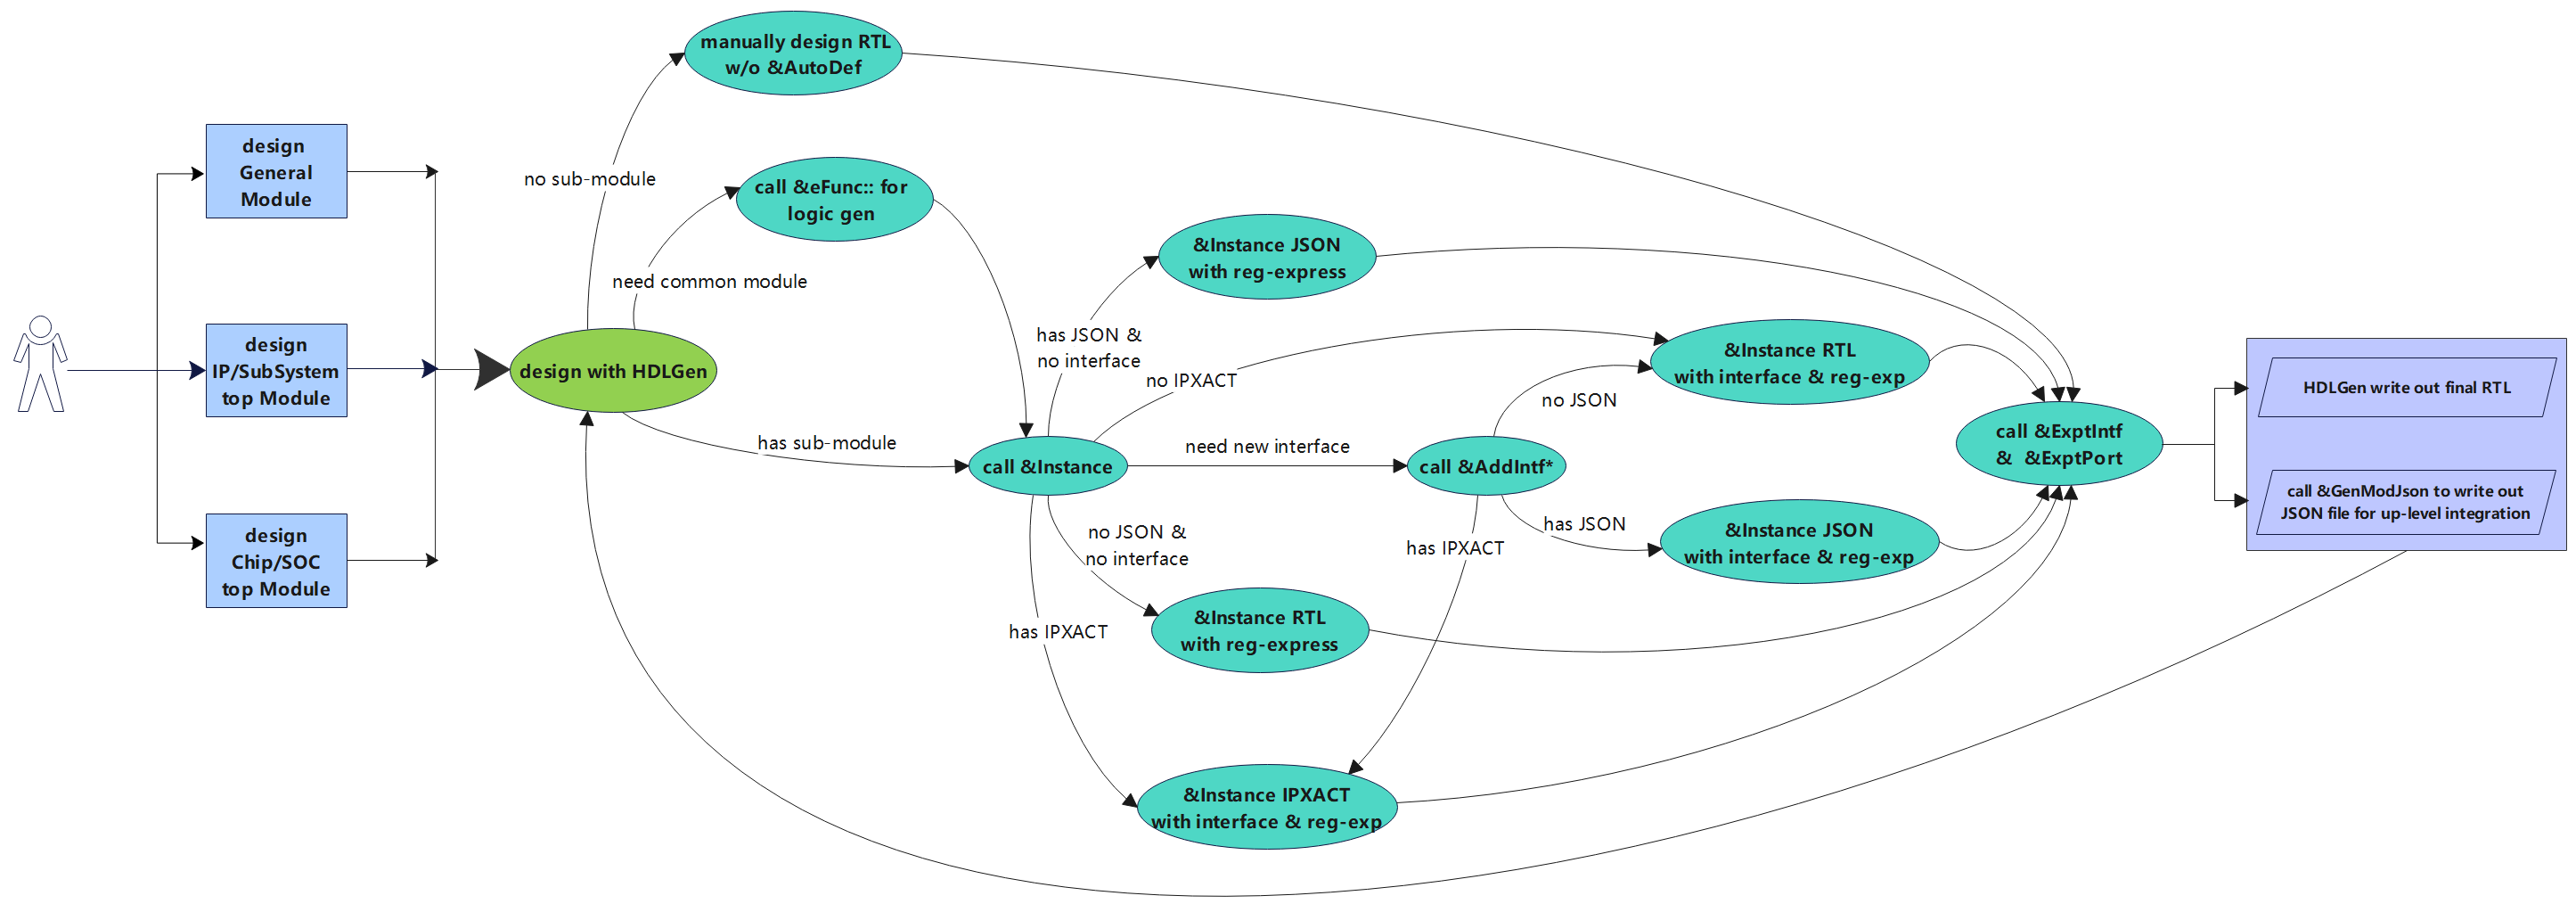 manually design RTL
w/o &AutoDef
design
General
Module
no sub-module
call &eFunc:: for
logic gen
need common module
&Instance JSON
with reg-express
has JSON &
no interface
no IPXACT
design
IP/SubSystem
top Module
design with HDLGen
&Instance RTL
with interface & reg-exp
no JSON
has sub-module
call &Instance
need new interface
call &AddIntf*
call &ExptIntf
& &ExptPort
HDLGen write out final RTL
call &GenModJson to write out
JSON file for up-level integration
design
Chip/SOC
top Module
no JSON &
no interface
has IPXACT
has JSON
&Instance JSON
with interface & reg-exp
has IPXACT
&Instance RTL
with reg-express
&Instance IPXACT
with interface & reg-exp